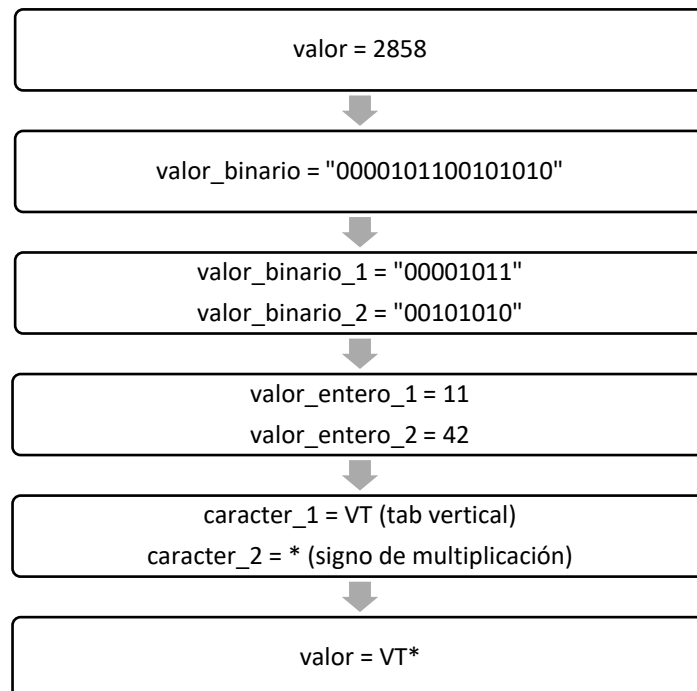 valor = 2858
valor_binario = "0000101100101010"
valor_binario_1 = "00001011"
valor_binario_2 = "00101010"
valor_entero_1 = 11
valor_entero_2 = 42
caracter_1 = VT (tab vertical)
caracter_2 = * (signo de multiplicación)
valor = VT*